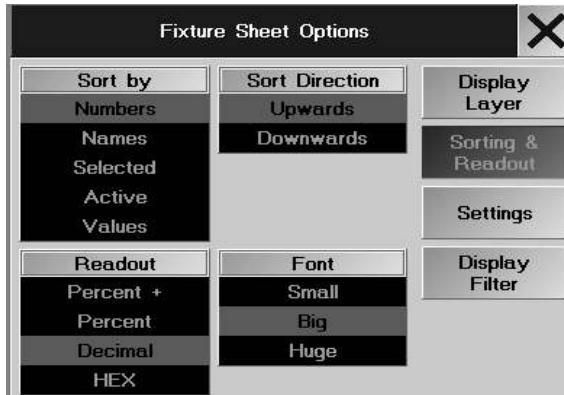 Fixture Sheet Options
Sort by
Numbers
Names
Selected
Active
Values
Sort Direction
Upwards
Downwards
Readout
Percent +
Percent
Decimal
HEX
Font
Small
Big
Huge
Display
Layer
Sorting &
Readout
Settings
Display
Filter